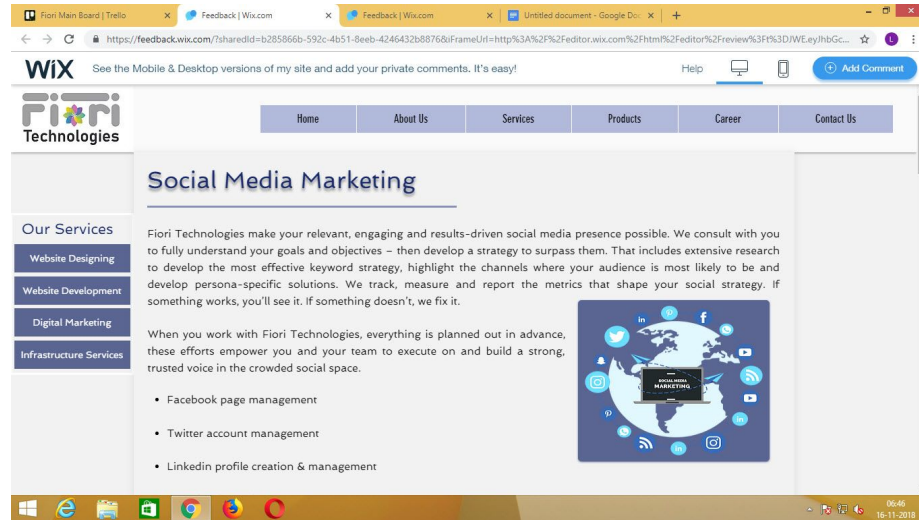 Fiori Main Board | Trello
Feedback | Wix.com
Feedback | Wix.com
Untitled document - Google Doc
https://feedback.wix.com/?sharedId=b285866b-592c-4b51-8eeb-4246432b8876&iFrameUrl=http%3A%2F%2Feditor.wix.com%2Fhtml%2Feditor%2Freview%3Ft%3DJWE.eyJhbGc...
L
WiX
See the Mobile & Desktop versions of my site and add your private comments. It's easy!
Help
Add Comment
Fiori
Technologies
Home
About Us
Services
Products
Career
Contact Us
Social Media Marketing
Our Services
Website Designing
Website Development
Digital Marketing
Infrastructure Services
Fiori Technologies make your relevant, engaging and results-driven social media presence possible. We consult with you
to fully understand your goals and objectives – then develop a strategy to surpass them. That includes extensive research
to develop the most effective keyword strategy, highlight the channels where your audience is most likely to be and
develop persona-specific solutions. We track, measure and report the metrics that shape your social strategy. If
something works, you'll see it. If something doesn't, we fix it.
When you work with Fiori Technologies, everything is planned out in advance,
these efforts empower you and your team to execute on and build a strong,
trusted voice in the crowded social space.
SOCIAL MEDIA
MARKETING
• Facebook page management
• Twitter account management
• Linkedin profile creation & management
06:46
16-11-2018